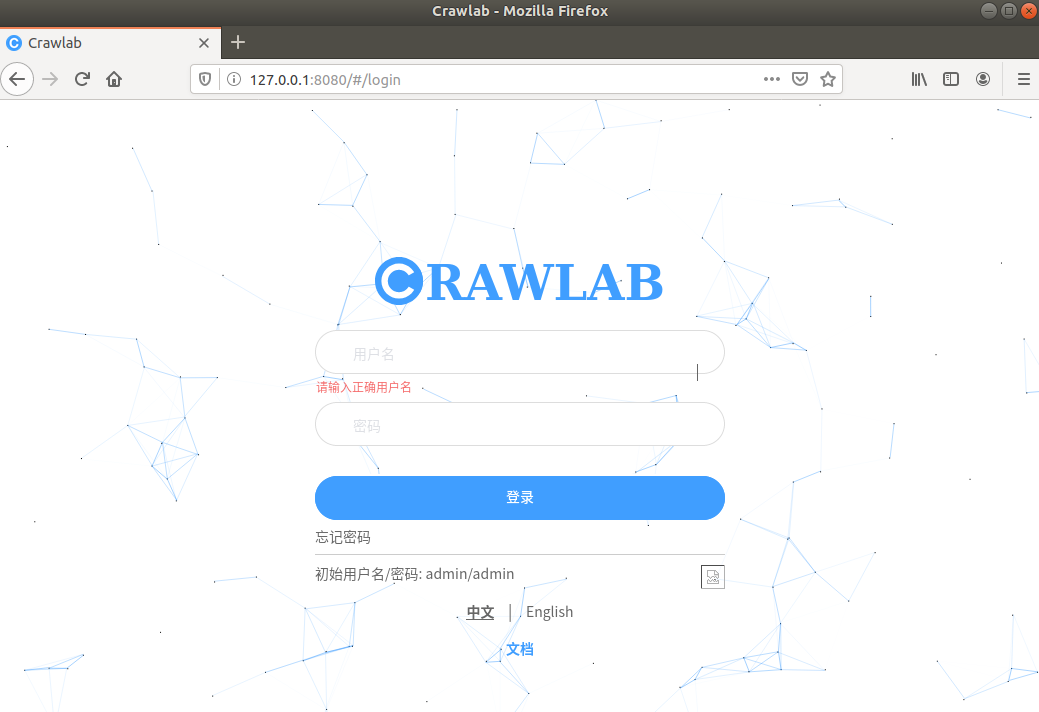 Crawlab - Mozilla Firefox
Crawlab
127.0.0.1:8080/#/login
CRAWLAB
用户名
请输入正确用户名
密码
登录
忘记密码
初始用户名/密码: admin/admin
中文 | English
文档